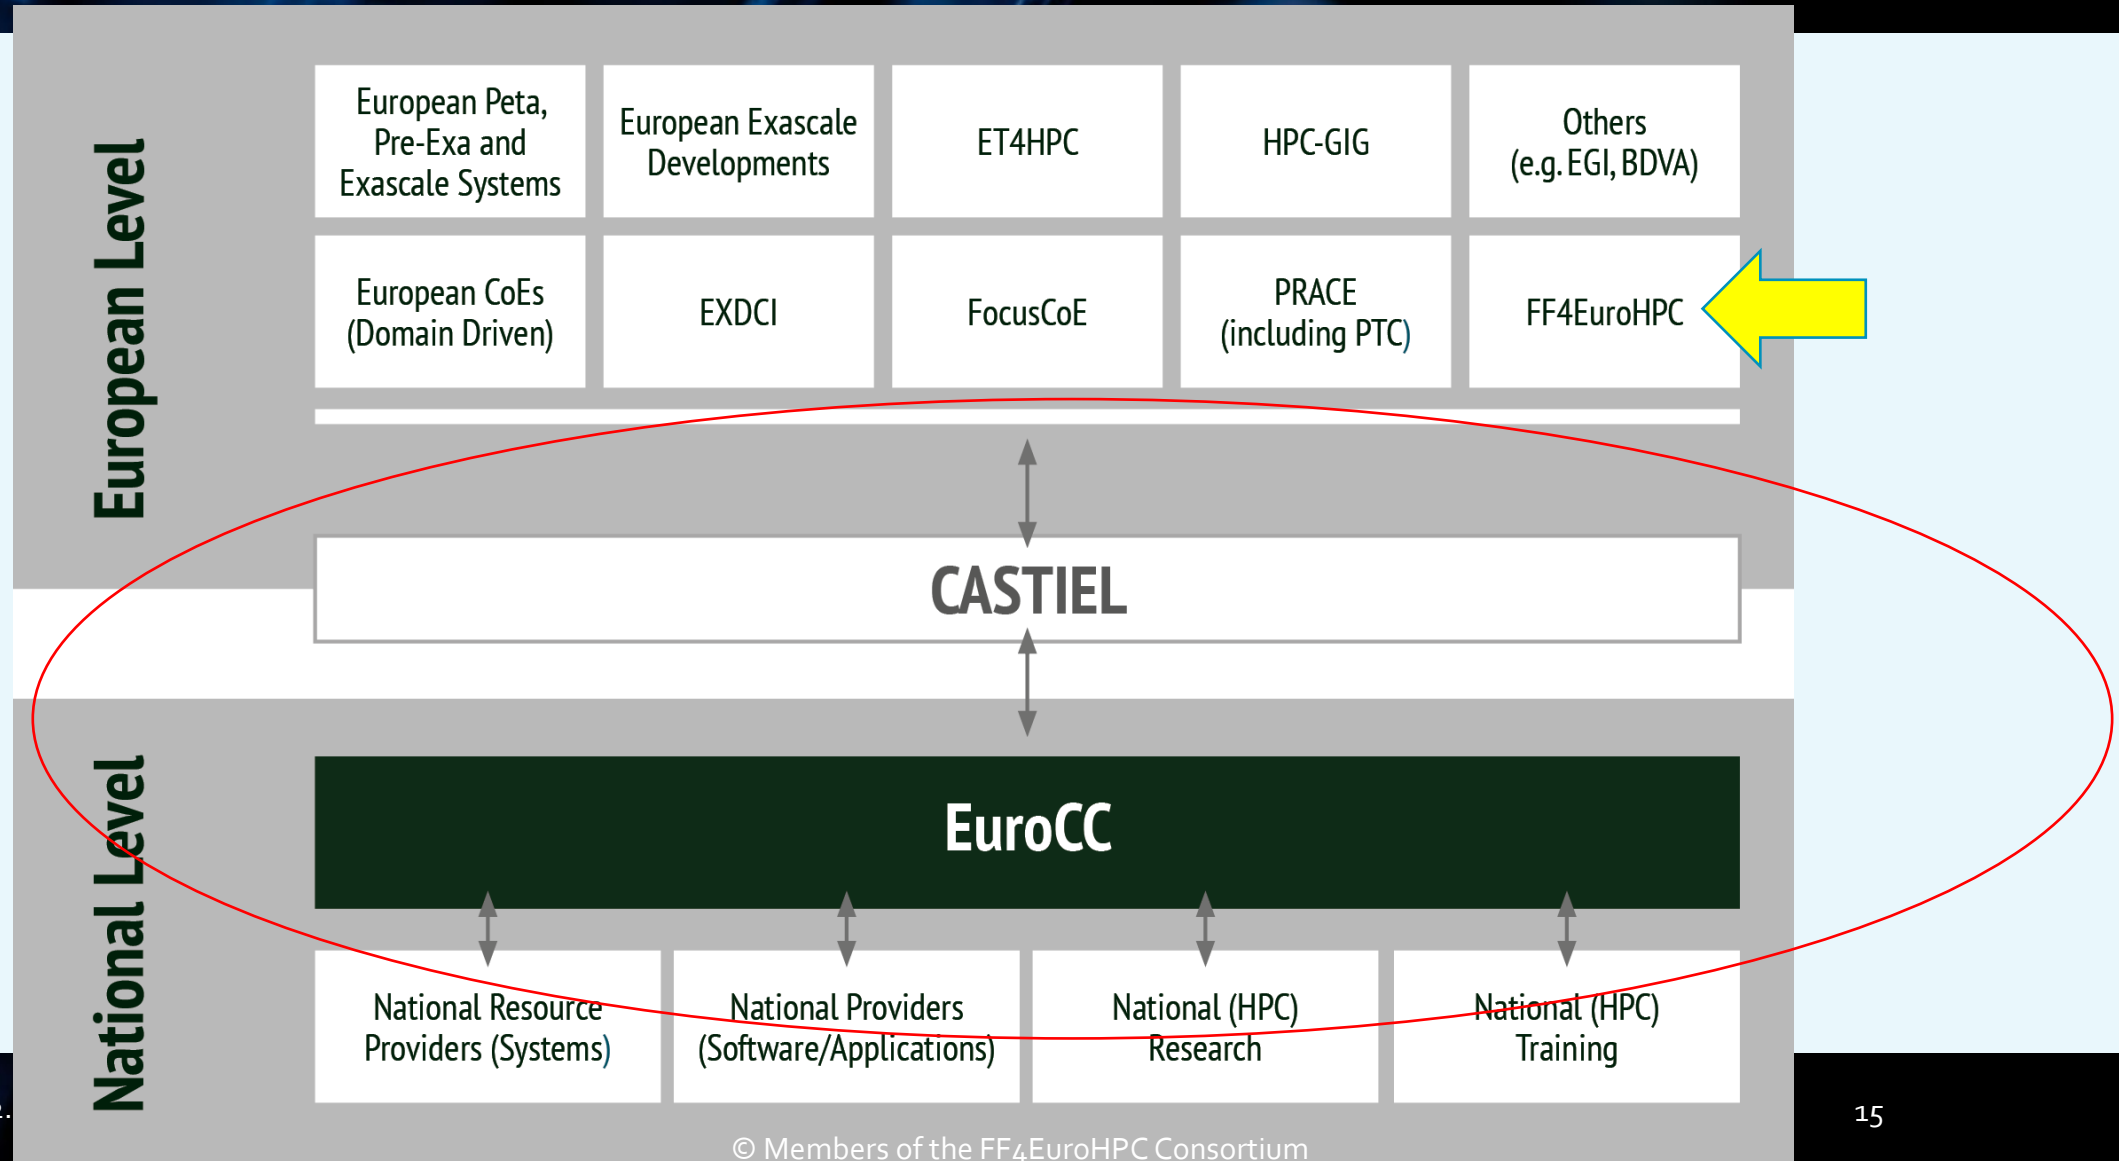 European Level
European Peta,
Pre-Exa and
Exascale Systems
European Exascale
Developments
ET4HPC
HPC-GIG
Others
(e.g. EGI, BDVA)
European CoEs
(Domain Driven)
EXDCI
FocusCoE
PRACE
(including PTC)
FF4EuroHPC
CASTIEL
National Level
EuroCC
National Resource
Providers (Systems)
National Providers
(Software/Applications)
National (HPC)
Research
National (HPC)
Training
15
© Members of the FF4EuroHPC Consortium